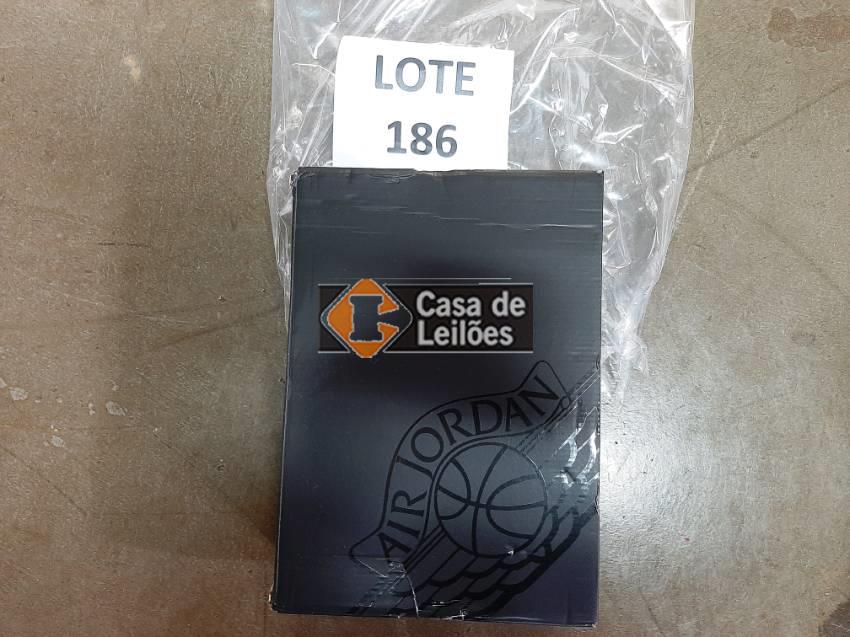 LOTE
186
Casa de
Leilões
AIR JORDAN